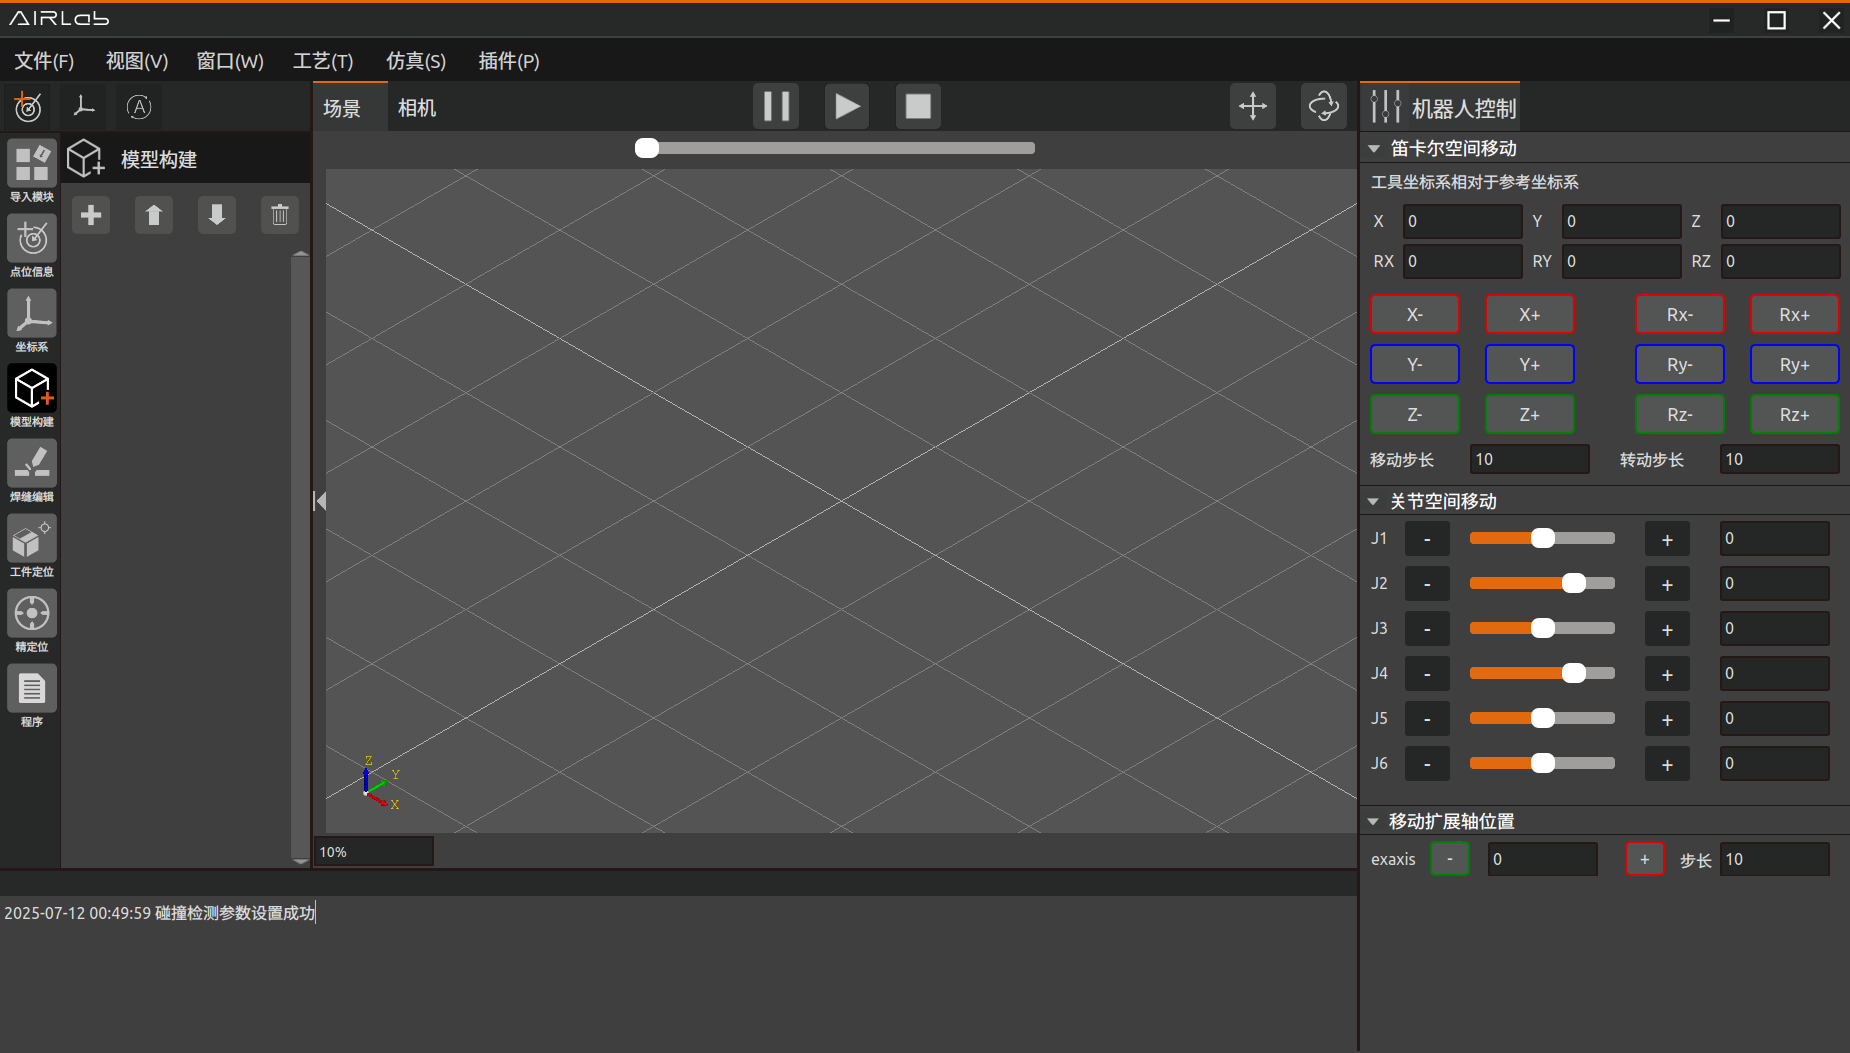 AIRLab
文件(F) 视图(V) 窗口(W) 工艺(T) 仿真(S) 插件(P)
A
场景 相机
机器人控制
导入模块
点位信息
坐标系
模型构建
焊缝编辑
工件定位
精定位
程序
模型构建
Z
Y
X
10%
笛卡尔空间移动
工具坐标系相对于参考坐标系
X 0 Y 0 Z 0
RX 0 RY 0 RZ 0
X- X+ Rx- Rx+
Y- Y+ Ry- Ry+
Z- Z+ Rz- Rz+
移动步长 10 转动步长 10
关节空间移动
J1 - + 0
J2 - + 0
J3 - + 0
J4 - + 0
J5 - + 0
J6 - + 0
移动扩展轴位置
exaxis - 0 + 步长 10
2025-07-12 00:49:59 碰撞检测参数设置成功